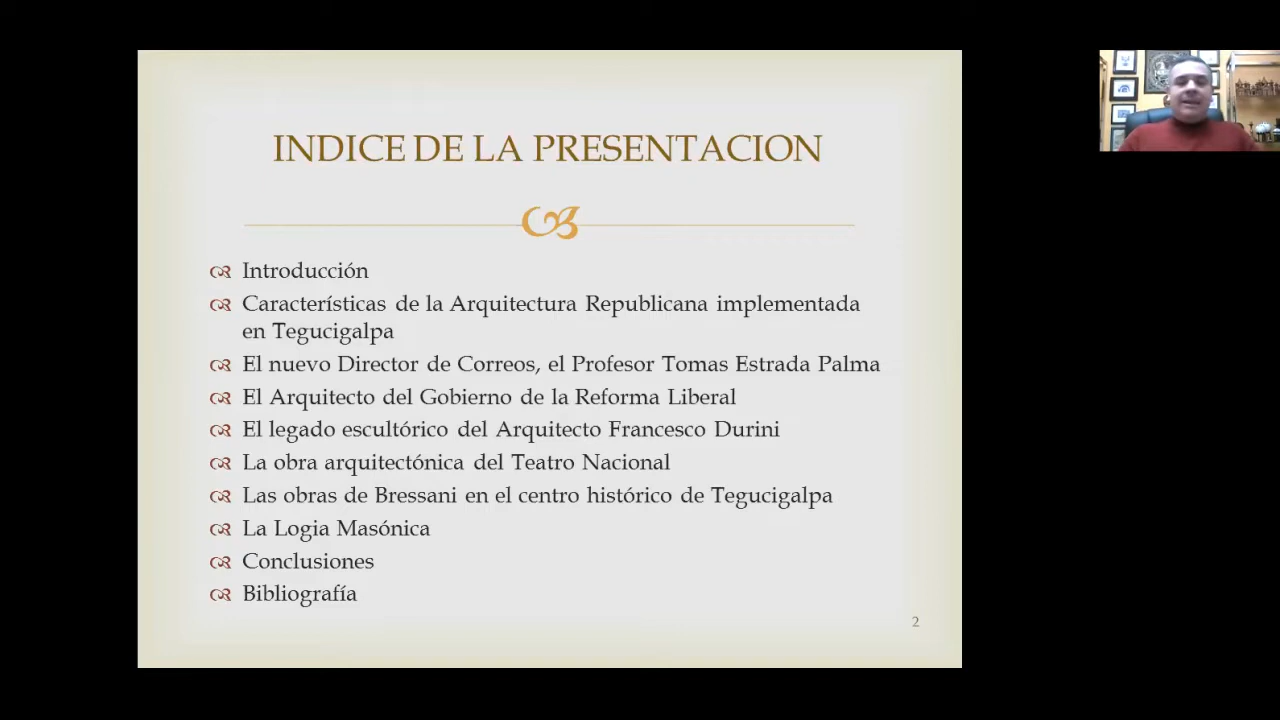 INDICE DE LA PRESENTACION
Introducción
Características de la Arquitectura Republicana implementada
en Tegucigalpa
El nuevo Director de Correos, el Profesor Tomas Estrada Palma
El Arquitecto del Gobierno de la Reforma Liberal
El legado escultórico del Arquitecto Francesco Durini
La obra arquitectónica del Teatro Nacional
Las obras de Bressani en el centro histórico de Tegucigalpa
La Logia Masónica
Conclusiones
Bibliografía
2